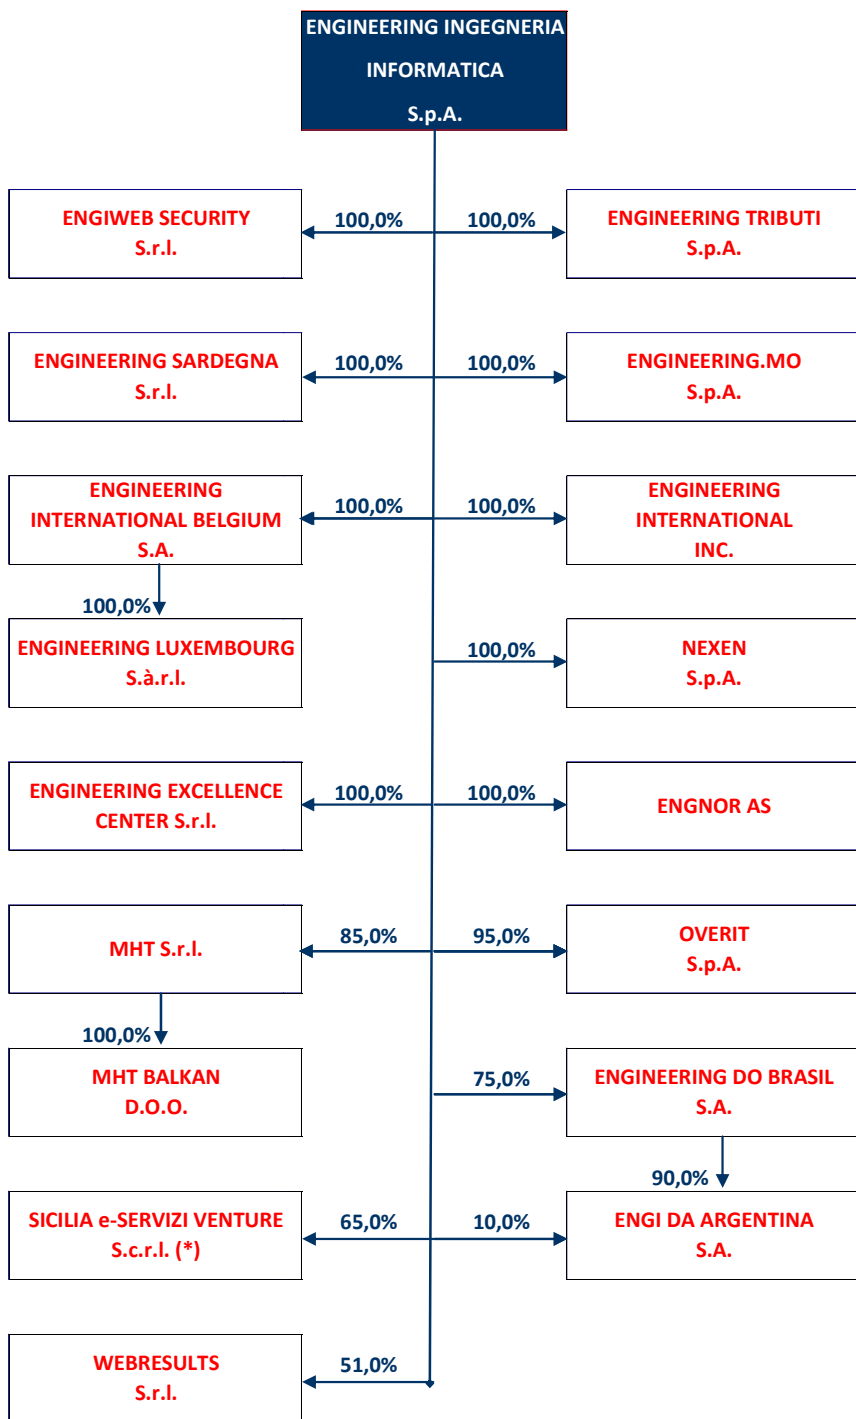 ENGINEERING INGEGNERIA
INFORMATICA
S.p.A.
ENGIWEB SECURITY
S.r.l.
100,0%
100,0%
ENGINEERING TRIBUTI
S.p.A.
ENGINEERING SARDEGNA
S.r.l.
100,0%
100,0%
ENGINEERING.MO
S.p.A.
ENGINEERING
INTERNATIONAL BELGIUM
S.A.
100,0%
100,0%
ENGINEERING
INTERNATIONAL
INC.
100,0%
ENGINEERING LUXEMBOURG
S.à.r.l.
100,0%
NEXEN
S.p.A.
ENGINEERING EXCELLENCE
CENTER S.r.l.
100,0%
100,0%
ENGNOR AS
MHT S.r.l.
85,0%
95,0%
OVERIT
S.p.A.
100,0%
MHT BALKAN
D.O.O.
75,0%
ENGINEERING DO BRASIL
S.A.
90,0%
SICILIA e-SERVIZI VENTURE
S.c.r.l. (*)
65,0%
10,0%
ENGI DA ARGENTINA
S.A.
WEBRESULTS
S.r.l.
51,0%